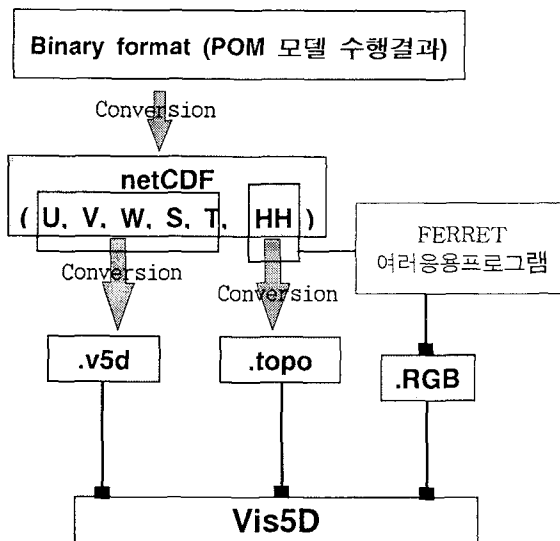 Binary format (POM 모델 수행결과)
Conversion
netCDF
( U, V, W, S, T, HH )
FERRET
여러응용프로그램
Conversion
Conversion
.v5d
.topo
.RGB
Vis5D